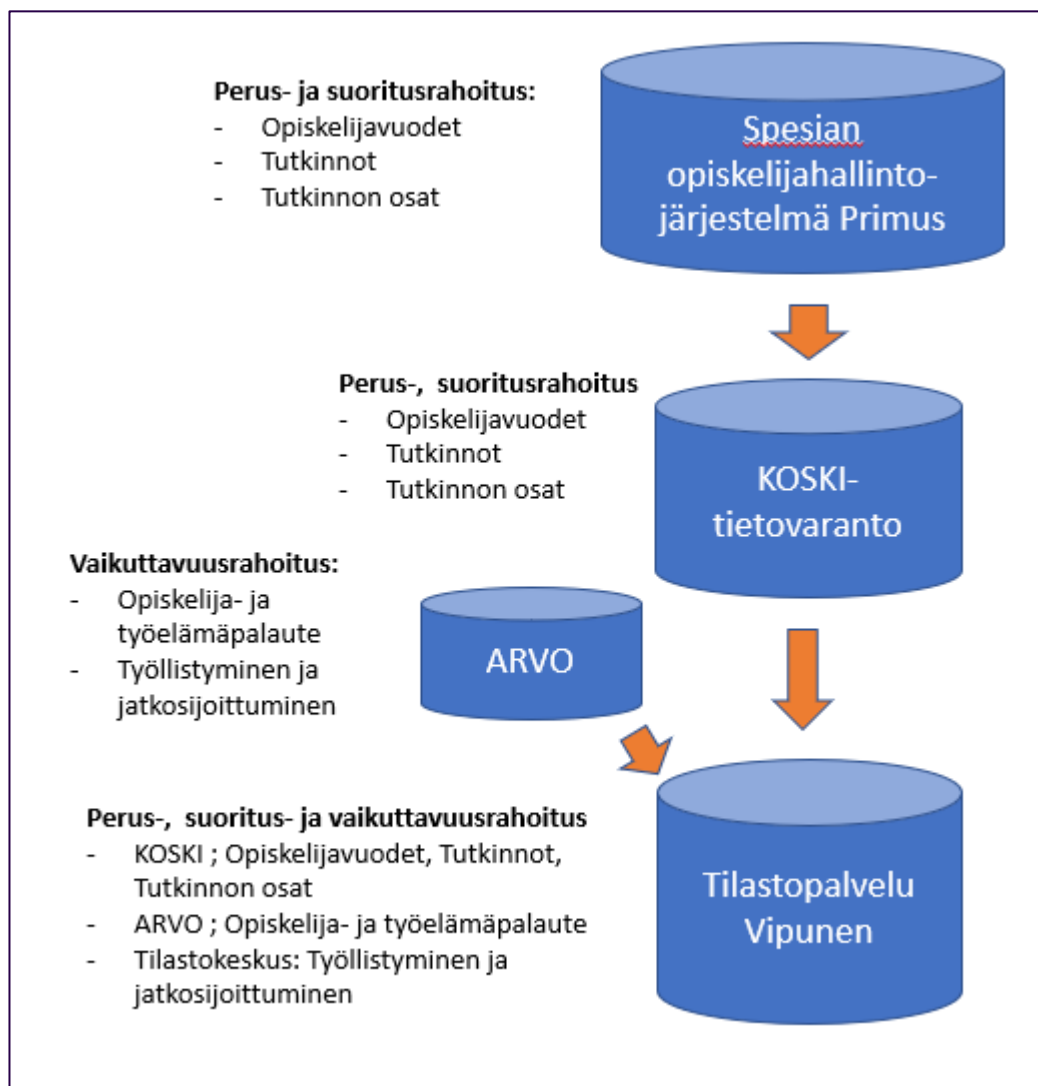 Perus- ja suoritusrahoitus:
- Opiskelijavuodet
- Tutkinnot
- Tutkinnon osat
Spesian
opiskelijahallinto-
järjestelmä Primus
Perus-, suoritusrahoitus
- Opiskelijavuodet
- Tutkinnot
- Tutkinnon osat
KOSKI-
tietovaranto
Vaikuttavuusrahoitus:
- Opiskelija- ja
työelämäpalaute
- Työllistyminen ja
jatkosijoittuminen
ARVO
Perus-, suoritus- ja vaikuttavuusrahoitus
- KOSKI ; Opiskelijavuodet, Tutkinnot,
Tutkinnon osat
- ARVO ; Opiskelija- ja työelämäpalaute
- Tilastokeskus: Työllistyminen ja
jatkosijoittuminen
Tilastopalvelu
Vipunen